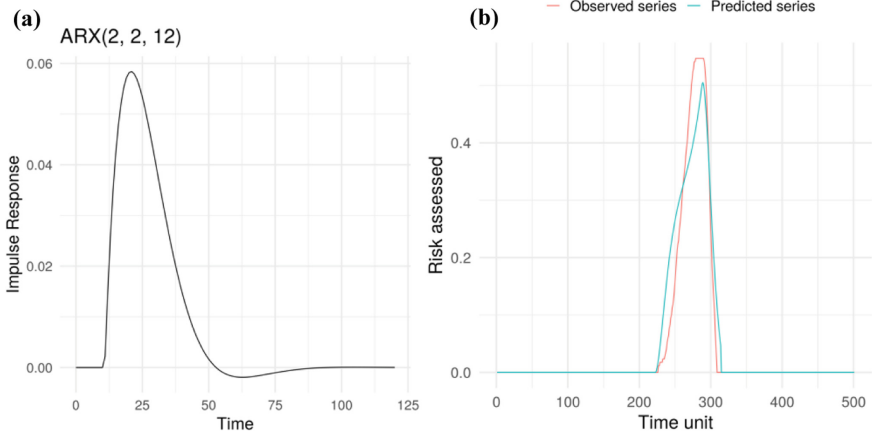 (a)
ARX(2, 2, 12)
0.06
0.04
0.02
0.00
Impulse Response
0 25 50 75 100 125
Time
(b)
Observed series Predicted series
0.4
0.2
0.0
Risk assessed
0 100 200 300 400 500
Time unit